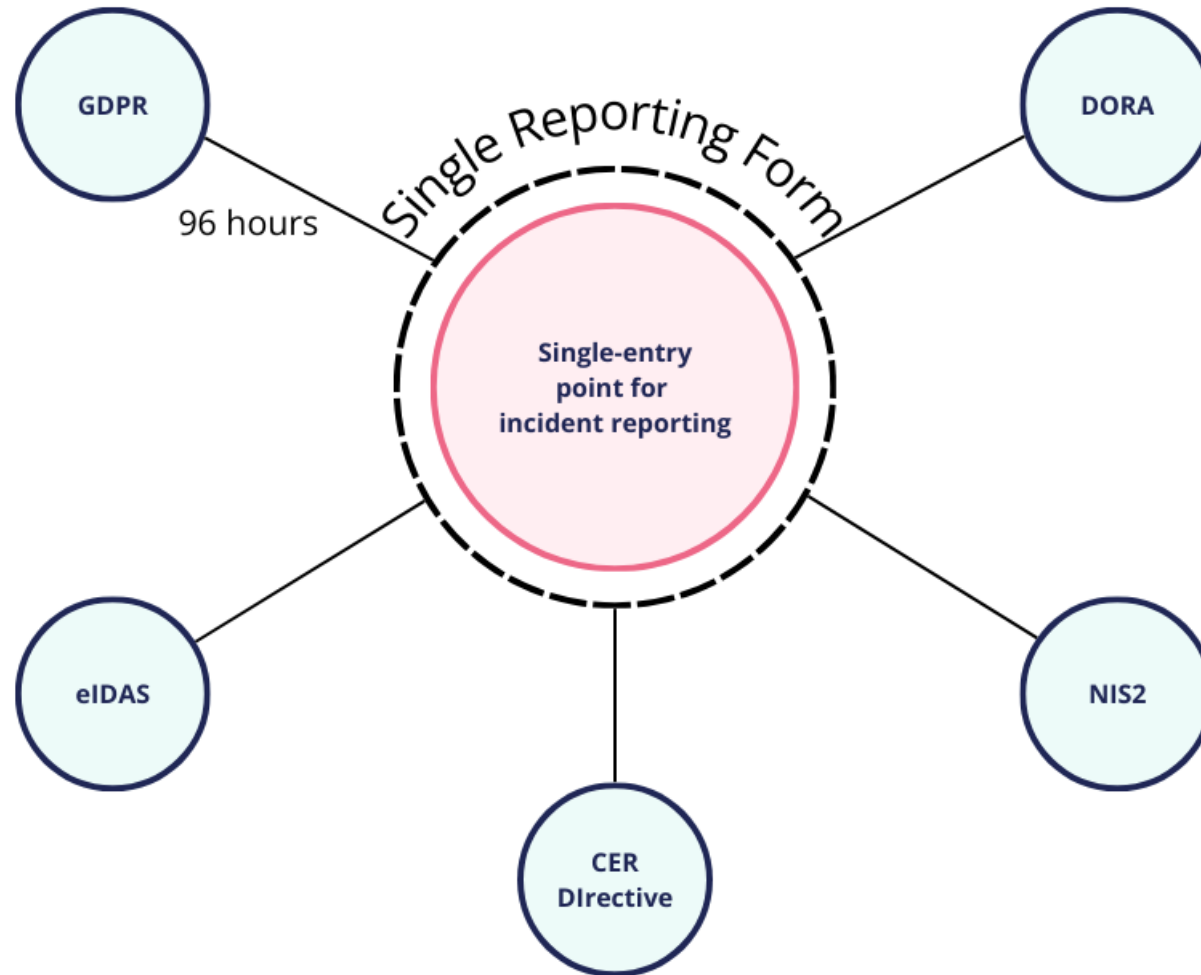 GDPR
DORA
Single Reporting Form
96 hours
Single-entry
point for
incident reporting
eIDAS
NIS2
CER
DIrective